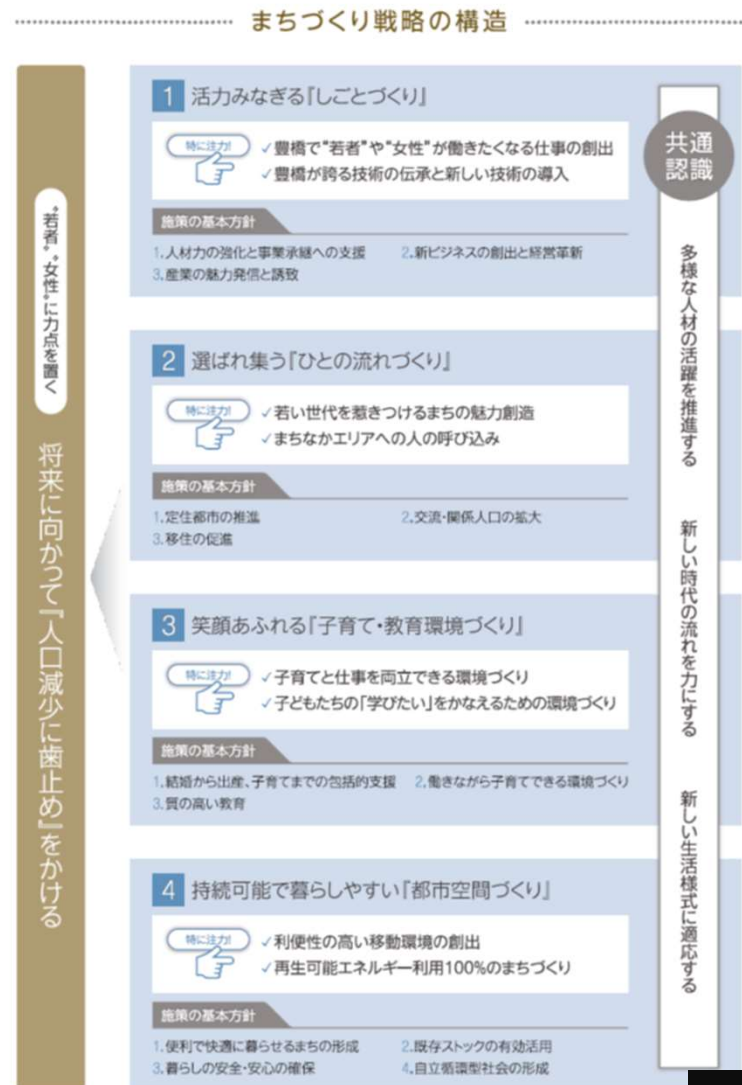 まちづくり戦略の構造
"若者"、"女性"に力点を置く
将来に向かって『人口減少に歯止め』をかける
1 活力みなぎる『しごとづくり』
特に注力!
✓豊橋で"若者"や"女性"が働きたくなる仕事の創出
✓豊橋が誇る技術の伝承と新しい技術の導入
施策の基本方針
1.人材力の強化と事業承継への支援 2.新ビジネスの創出と経営革新
3.産業の魅力発信と誘致
2 選ばれ集う『ひとの流れづくり』
特に注力!
✓若い世代を惹きつけるまちの魅力創造
✓まちなかエリアへの人の呼び込み
施策の基本方針
1.定住都市の推進 2.交流・関係人口の拡大
3.移住の促進
3 笑顔あふれる『子育て・教育環境づくり』
特に注力!
✓子育てと仕事を両立できる環境づくり
✓子どもたちの「学びたい」をかなえるための環境づくり
施策の基本方針
1.結婚から出産、子育てまでの包括的支援 2.働きながら子育てできる環境づくり
3.質の高い教育
4 持続可能で暮らしやすい『都市空間づくり』
特に注力!
✓利便性の高い移動環境の創出
✓再生可能エネルギー利用100%のまちづくり
施策の基本方針
1.便利で快適に暮らせるまちの形成 2.既存ストックの有効活用
3.暮らしの安全・安心の確保 4.自立循環型社会の形成
共通
認識
多様な人材の活躍を推進する
新しい時代の流れを力にする
新しい生活様式に適応する